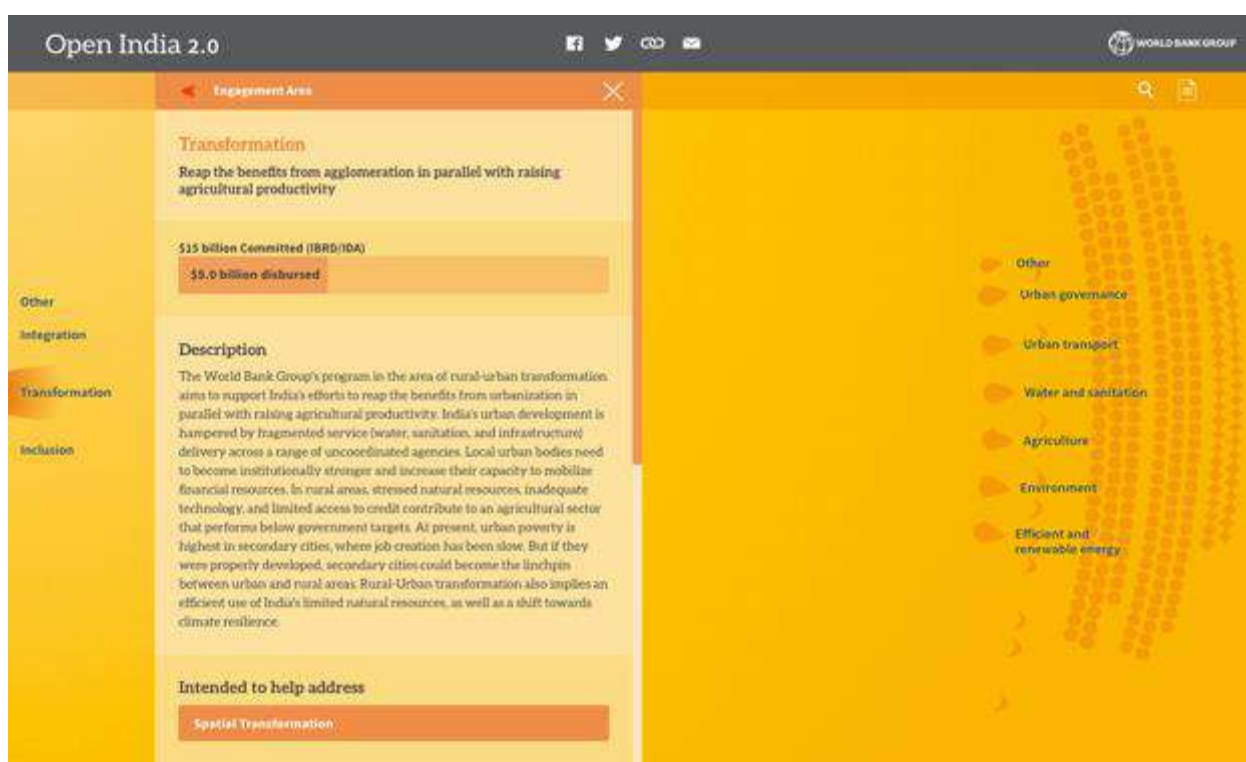 Open India 2.0
WORLD BANK GROUP
Engagement Area
Transformation
Reap the benefits from agglomeration in parallel with raising
agricultural productivity
$15 billion Committed (IBRD/IDA)
$5.0 billion disbursed
Other
Integration
Transformation
Inclusion
Description
The World Bank Group's program in the area of rural-urban transformation
aims to support India's efforts to reap the benefits from urbanization in
parallel with raising agricultural productivity. India's urban development is
hampered by fragmented service (water, sanitation, and infrastructure)
delivery across a range of uncoordinated agencies. Local urban bodies need
to become institutionally stronger and increase their capacity to mobilize
financial resources. In rural areas, stressed natural resources, inadequate
technology, and limited access to credit contribute to an agricultural sector
that performs below government targets. At present, urban poverty is
highest in secondary cities, where job creation has been slow. But if they
were properly developed, secondary cities could become the linchpin
between urban and rural areas. Rural-Urban transformation also implies an
efficient use of India's limited natural resources, as well as a shift towards
climate resilience.
Intended to help address
Spatial Transformation
Other
Urban governance
Urban transport
Water and sanitation
Agriculture
Environment
Efficient and
renewable energy